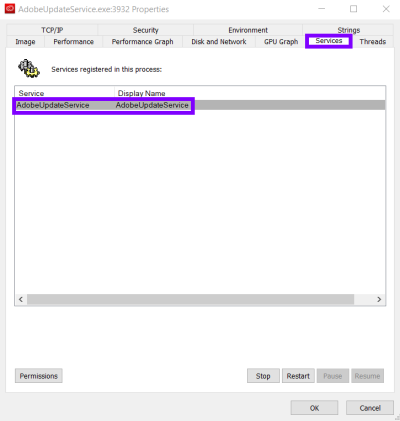 AdobeUpdateService.exe:3932 Properties
TCP/IP Security Environment Strings
Image Performance Performance Graph Disk and Network GPU Graph Services Threads
Services registered in this process:
Service Display Name
AdobeUpdateService AdobeUpdateService
Permissions Stop Restart Pause Resume
OK Cancel